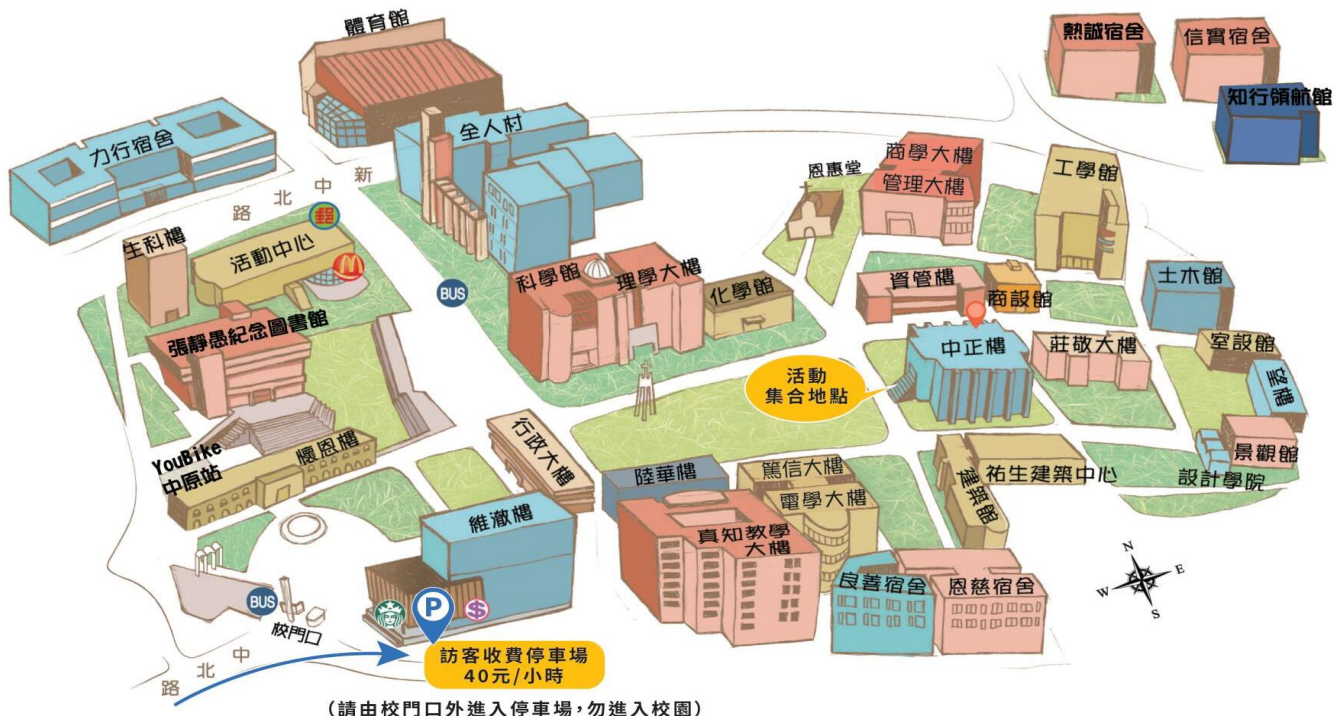 體育館
熱誠宿舍
信實宿舍
知行領航館
力行宿舍
全人村
新中北路
郵
生科樓
活動中心
BUS
科學館
理學大樓
化學館
恩惠堂
商學大樓
管理大樓
工學館
資管樓
商設館
土木館
張靜愚紀念圖書館
中正樓
莊敬大樓
室設館
望樓
活動
集合地點
景觀館
設計學院
YouBike
中原站
懷恩樓
行政大樓
陸華樓
篤信大樓
電學大樓
建築館
祐生建築中心
維澈樓
真知教學
大樓
良善宿舍
恩慈宿舍
N
W
E
S
BUS
校門口
P
$
中北路
訪客收費停車場
40元/小時
(請由校門口外進入停車場,勿進入校園)